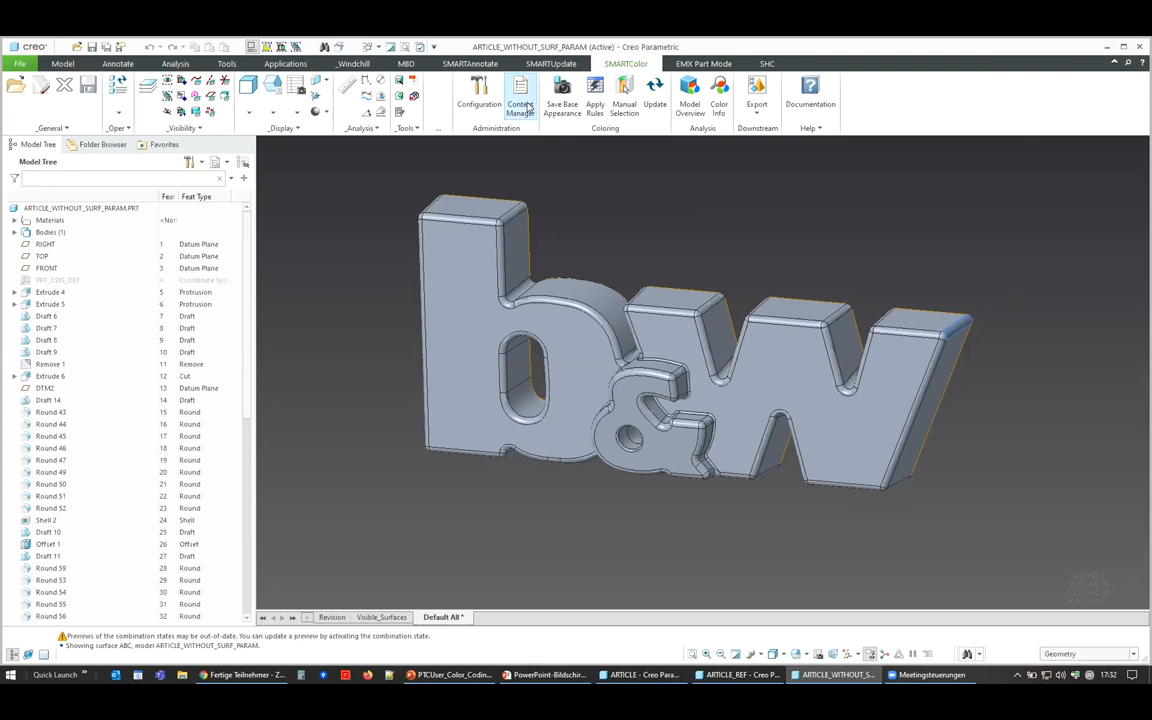 creo
ARTICLE_WITHOUT_SURF_PARAM (Active) - Creo Parametric
File Model Annotate Analysis Tools Applications _Windchill MBD SMARTAnnotate SMARTUpdate SMARTColor EMX Part Mode SHC
Configuration
Content Manager
Save Base Appearance
Apply Rules
Manual Selection
Update
Model Overview
Color Info
Export
Documentation
_General
_Oper
_Visibility
_Display
_Analysis
_Tools
...
Administration
Coloring
Analysis
Downstream
Help
Model Tree Folder Browser Favorites
Model Tree
Feat Feat Type
ARTICLE_WITHOUT_SURF_PARAM.PRT
Materials <Non
Bodies (1)
RIGHT 1 Datum Plane
TOP 2 Datum Plane
FRONT 3 Datum Plane
PRT_CSYS_DEF 4 Coordinate Sys
Extrude 4 5 Protrusion
Extrude 5 6 Protrusion
Draft 6 7 Draft
Draft 7 8 Draft
Draft 8 9 Draft
Draft 9 10 Draft
Remove 1 11 Remove
Extrude 6 12 Cut
DTM2 13 Datum Plane
Draft 14 14 Draft
Round 43 15 Round
Round 44 16 Round
Round 45 17 Round
Round 46 18 Round
Round 47 19 Round
Round 48 20 Round
Round 49 20 Round
Round 50 21 Round
Round 51 22 Round
Round 52 23 Round
Shell 2 24 Shell
Draft 10 25 Draft
Offset 1 26 Offset
Draft 11 27 Draft
Round 59 28 Round
Round 53 29 Round
Round 54 30 Round
Round 55 31 Round
Round 56 32 Round
b&w
Revision Visible_Surfaces Default All *
Previews of the combination states may be out-of-date. You can update a preview by activating the combination state.
Showing surface ABC, model ARTICLE_WITHOUT_SURF_PARAM.
Geometry
Quick Launch
Fertige Teilnehmer - Z...
PTCUser_Color_Codin...
PowerPoint-Bildschir...
ARTICLE - Creo Para...
ARTICLE_REF - Creo P...
ARTICLE_WITHOUT_S...
Meetingsteuerungen
17:32